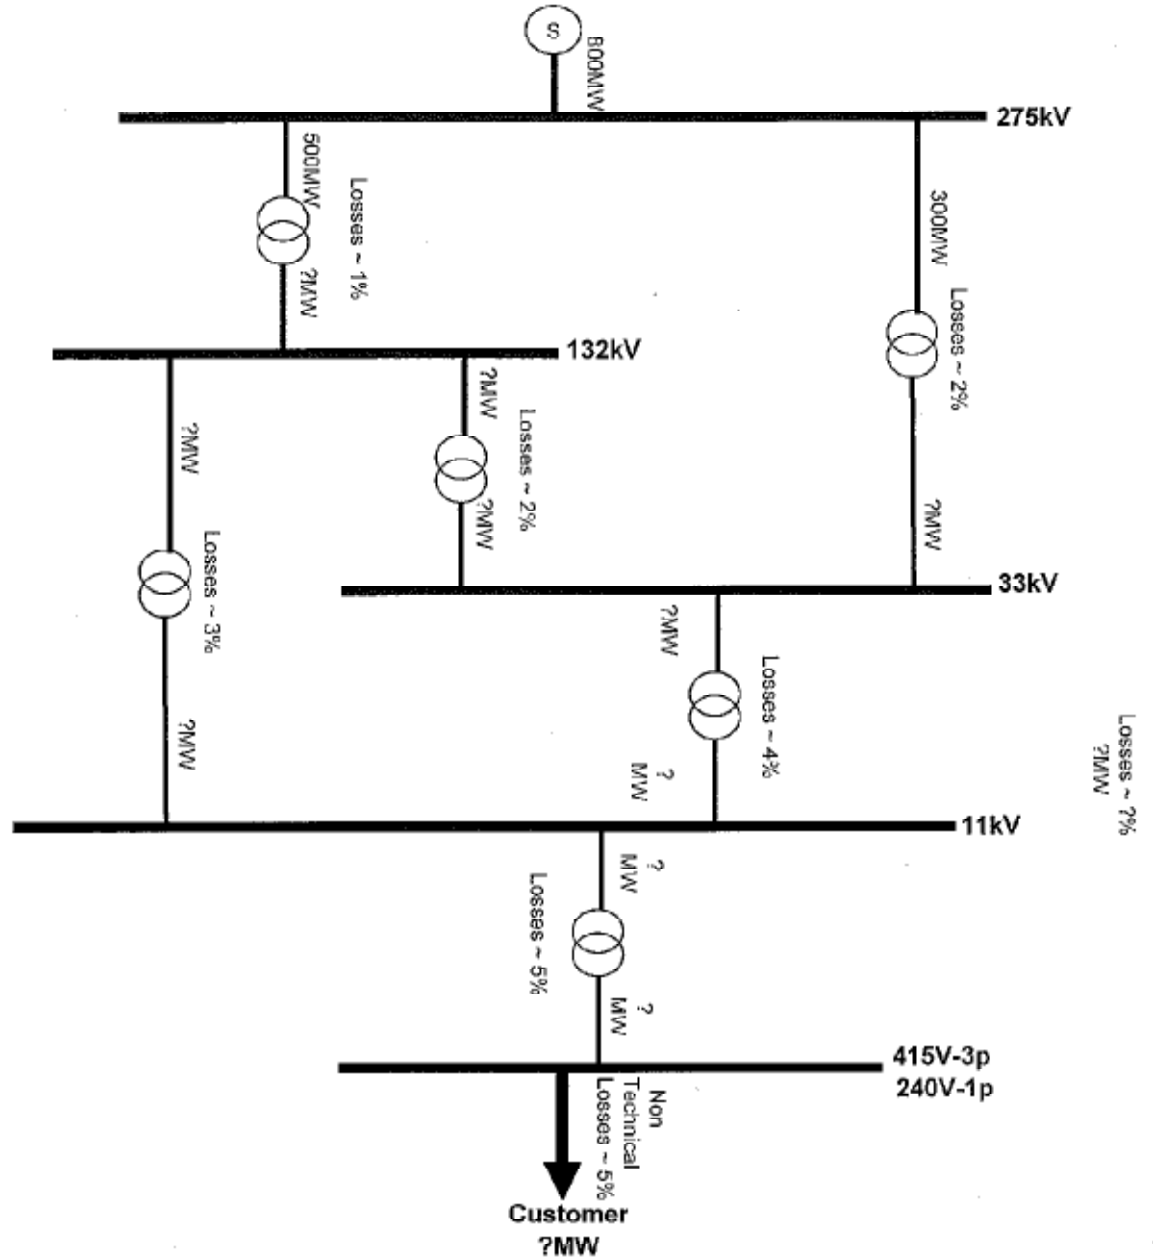 S
800MW
275kV
500MW
Losses ~ 1%
?MW
300MW
Losses ~ 2%
?MW
132kV
?MW
?MW
Losses ~ 2%
?MW
Losses ~ 3%
?MW
33kV
?MW
Losses ~ 4%
?
MW
Losses ~ ?%
?MW
11kV
?
MW
Losses ~ 5%
?
MW
415V-3p
240V-1p
Non
Technical
Losses ~ 5%
Customer
?MW